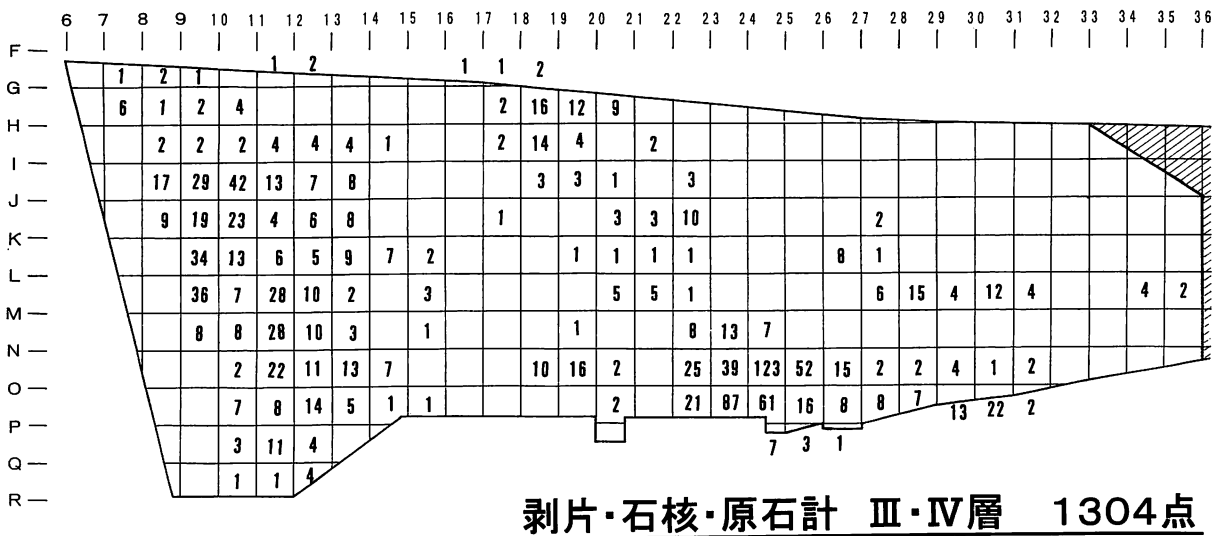 6 7 8 9 10 11 12 13 14 15 16 17 18 19 20 21 22 23 24 25 26 27 28 29 30 31 32 33 34 35 36
F
1 2 1 1 2 1 1 2
G
6 1 2 4 2 16 12 9
H
2 2 2 4 4 4 1 2 14 4 2
I
17 29 42 13 7 8 3 3 1 3
J
9 19 23 4 6 8 1 3 3 10 2
K
34 13 6 5 9 7 2 1 1 1 1 8 1
L
36 7 28 10 2 3 5 5 1 6 15 4 12 4 4 2
M
8 8 28 10 3 1 1 8 13 7
N
2 22 11 13 7 10 16 2 25 39 123 52 15 2 2 4 1 2
O
7 8 14 5 1 1 2 21 87 61 16 8 8 7 13 22 2
P
3 11 4 7 3 1
Q
1 1 4
R
剥片・石核・原石計 Ⅲ・Ⅳ層 1304点